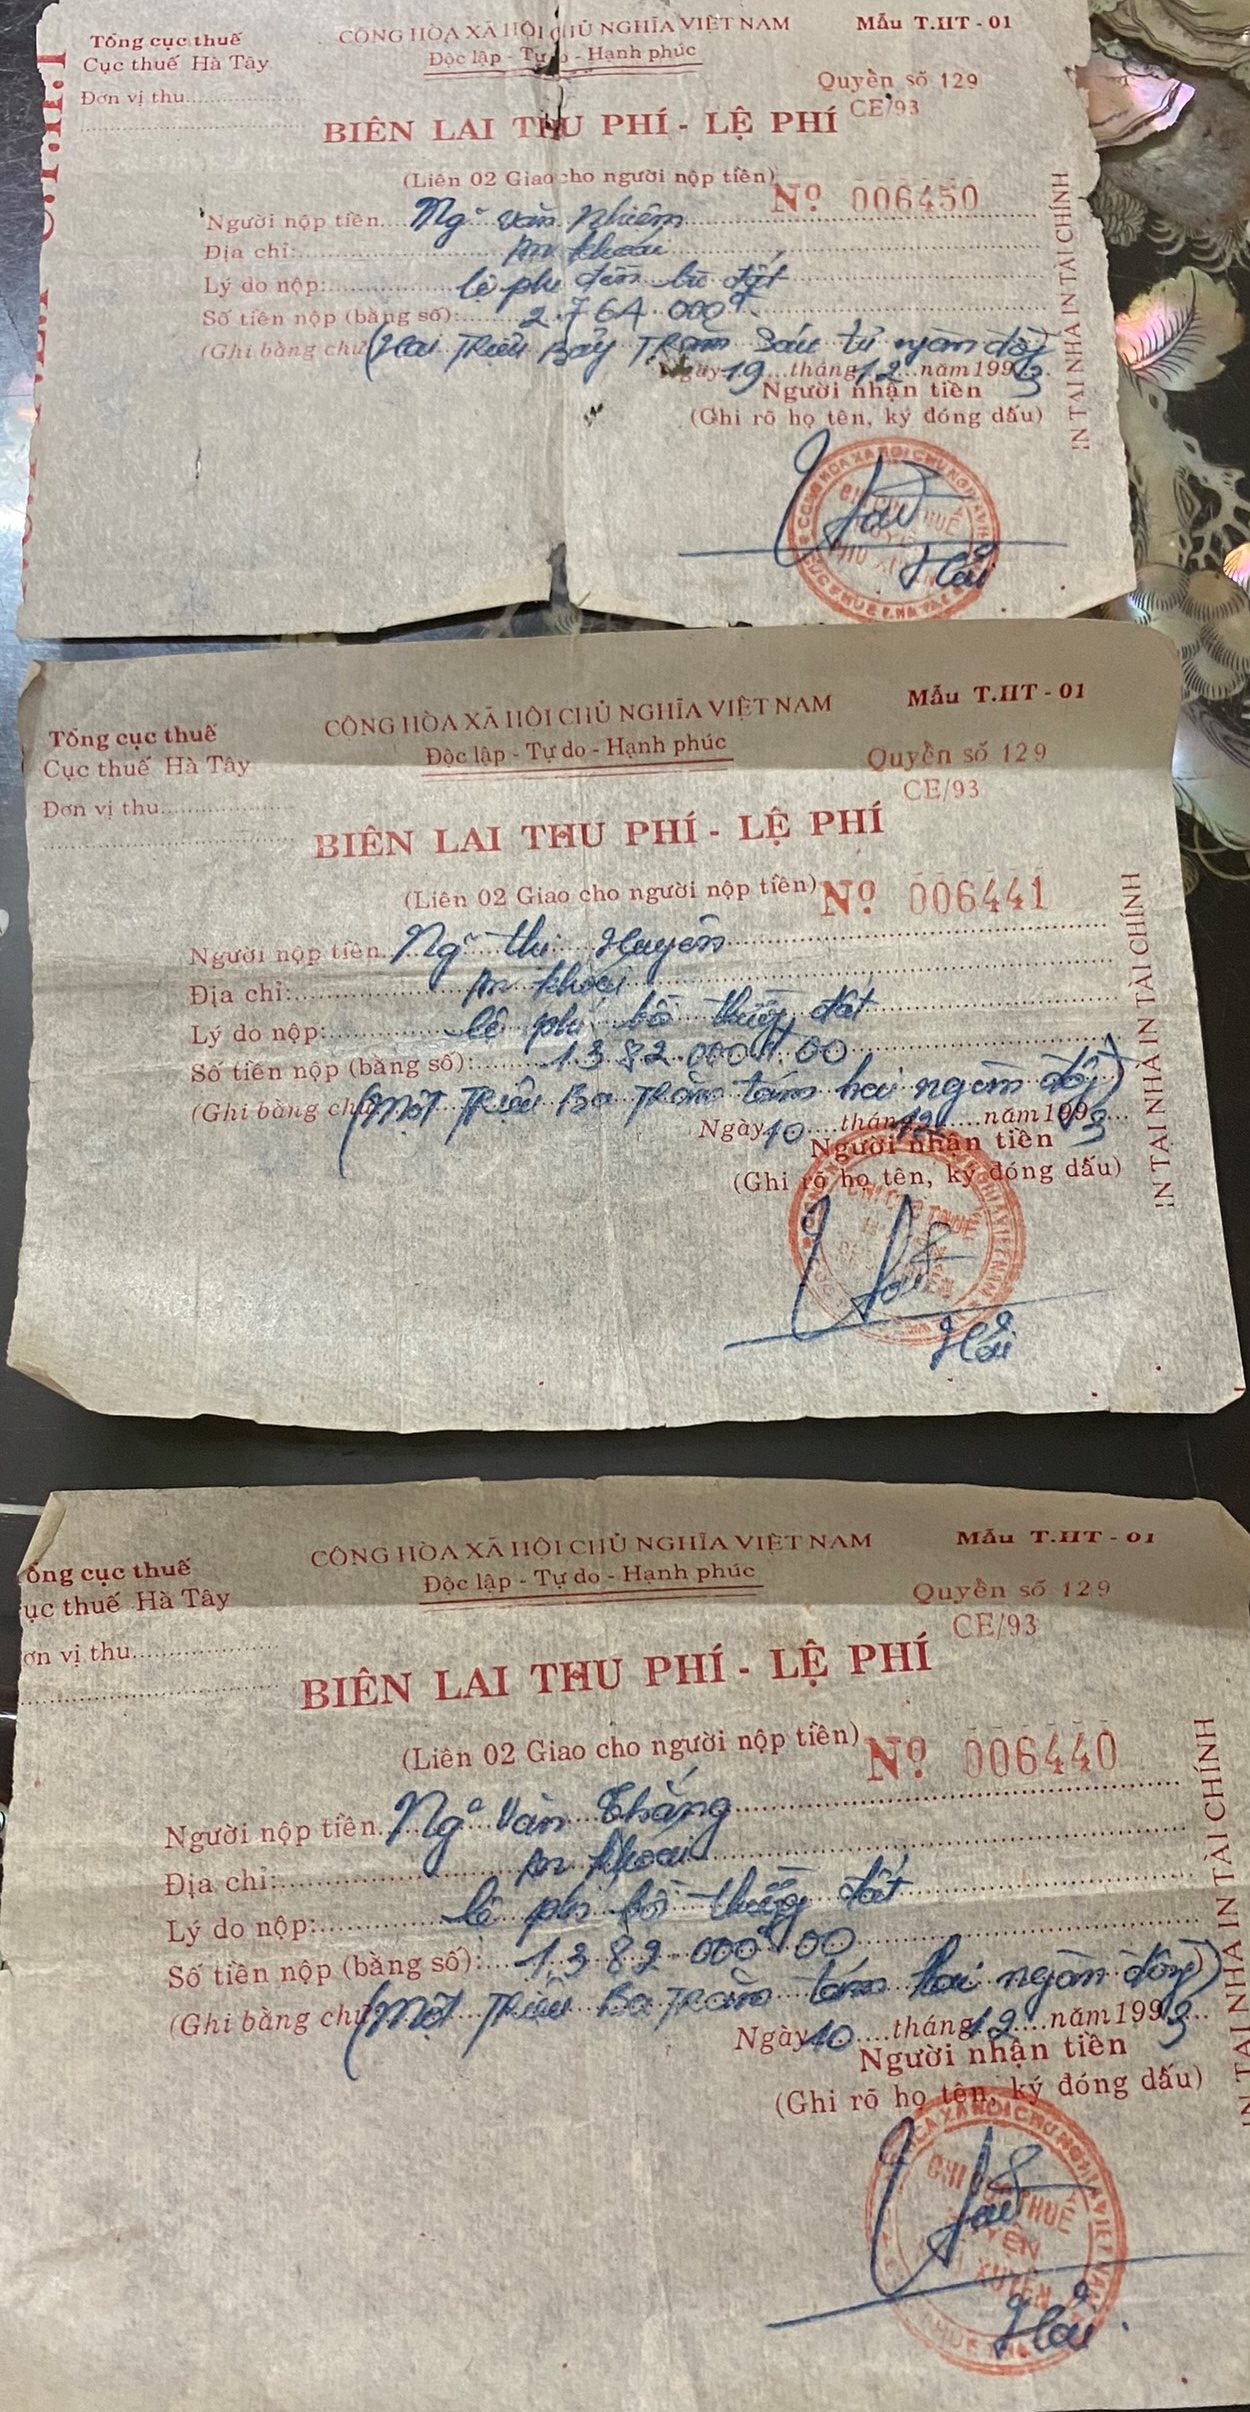 Tổng cục thuế
Cục thuế Hà Tây
Đơn vị thu
CỘNG HÒA XÃ HỘI CHỦ NGHĨA VIỆT NAM
Độc lập - Tự do - Hạnh phúc
Mẫu T.HT - 01
Quyển số 129
CE/93
BIÊN LAI THU PHÍ - LỆ PHÍ
(Liên 02 Giao cho người nộp tiền)
Nº 006450
Người nộp tiền Ngô văn Nhiêm
Địa chỉ: An khoái
Lý do nộp: lệ phí đền bù đất
Số tiền nộp (bằng số): 2.764.000đ
(Ghi bằng chữ (Hai Triệu Bảy Trăm Sáu tư ngàn đồng)
Ngày 19 tháng 12 năm 1993
Người nhận tiền
(Ghi rõ họ tên, ký đóng dấu)
Hải
IN TẠI NHÀ IN TÀI CHÍNH
Tổng cục thuế
Cục thuế Hà Tây
Đơn vị thu
CỘNG HÒA XÃ HỘI CHỦ NGHĨA VIỆT NAM
Độc lập - Tự do - Hạnh phúc
Mẫu T.HT - 01
Quyển số 129
CE/93
BIÊN LAI THU PHÍ - LỆ PHÍ
(Liên 02 Giao cho người nộp tiền)
Nº 006441
Người nộp tiền Ngô thị Huyên
Địa chỉ: An khoái
Lý do nộp: lệ phí bồi thường đất
Số tiền nộp (bằng số): 1.382.000đ,00
(Ghi bằng chữ (Một Triệu Ba Trăm tám hai ngàn đồng)
Ngày 10 tháng 12 năm 1993
Người nhận tiền
(Ghi rõ họ tên, ký đóng dấu)
Hải
IN TẠI NHÀ IN TÀI CHÍNH
ổng cục thuế
ục thuế Hà Tây
ơn vị thu
CỘNG HÒA XÃ HỘI CHỦ NGHĨA VIỆT NAM
Độc lập - Tự do - Hạnh phúc
Mẫu T.HT - 01
Quyển số 129
CE/93
BIÊN LAI THU PHÍ - LỆ PHÍ
(Liên 02 Giao cho người nộp tiền)
Nº 006440
Người nộp tiền Ngô Văn Thắng
Địa chỉ: An Khoái
Lý do nộp: lệ phí bồi thường đất
Số tiền nộp (bằng số): 1.382.000đ,00
(Ghi bằng chữ (Một Triệu Ba Trăm tám hai ngàn đồng)
Ngày 10 tháng 12 năm 1993
Người nhận tiền
(Ghi rõ họ tên, ký đóng dấu)
CHI CỤC THUẾ
HUYỆN
PHÚ XUYÊN
Hải
IN TẠI NHÀ IN TÀI CHÍNH